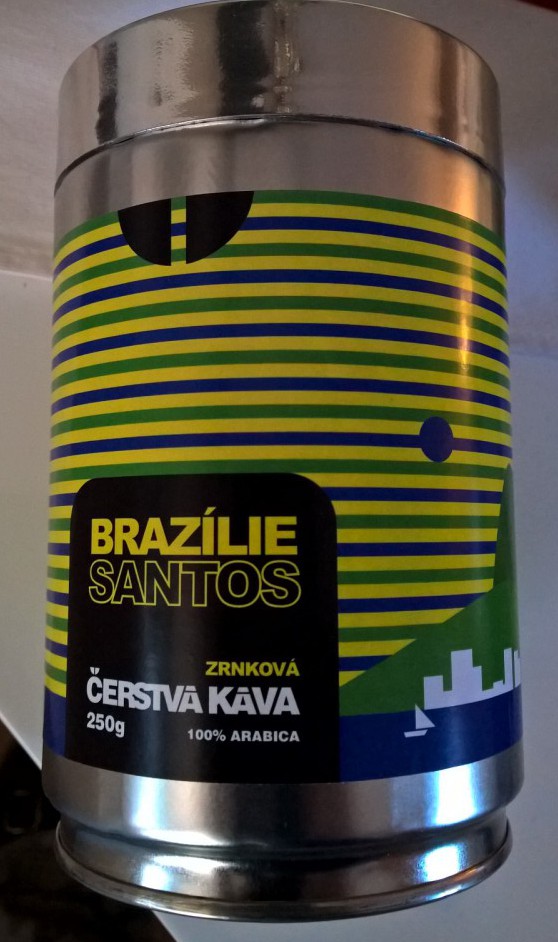 BRAZÍLIE
SANTOS
ZRNKOVÁ
ČERSTVÁ KÁVA
250g
100% ARABICA